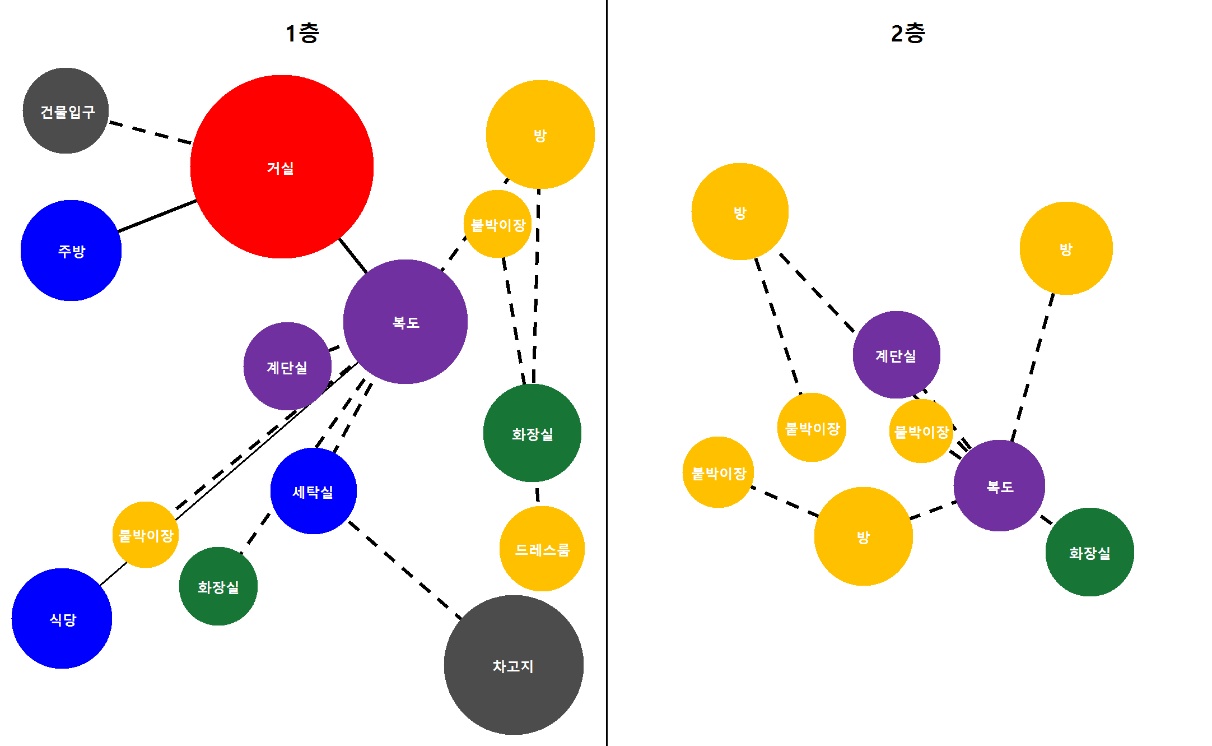 1층
건물입구
거실
방
주방
붙박이장
복도
계단실
화장실
세탁실
붙박이장
드레스룸
화장실
식당
차고지
2층
방
방
계단실
붙박이장
붙박이장
붙박이장
복도
방
화장실